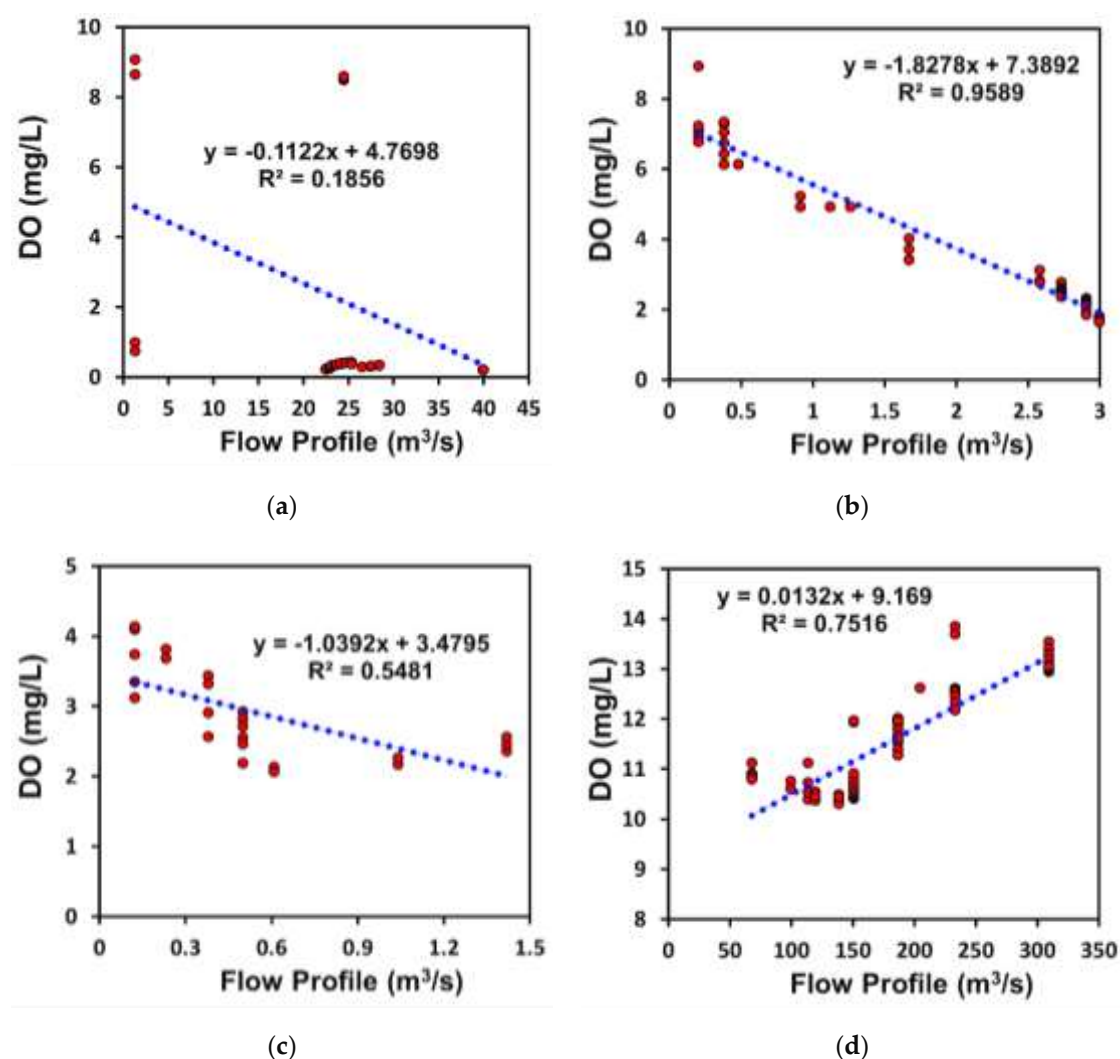 10
8
6
4
2
0
DO (mg/L)
y = -0.1122x + 4.7698
R² = 0.1856
0 5 10 15 20 25 30 35 40 45
Flow Profile (m³/s)
(a)
10
8
6
4
2
0
DO (mg/L)
y = -1.8278x + 7.3892
R² = 0.9589
0 0.5 1 1.5 2 2.5 3
Flow Profile (m³/s)
(b)
5
4
3
2
1
0
DO (mg/L)
y = -1.0392x + 3.4795
R² = 0.5481
0 0.3 0.6 0.9 1.2 1.5
Flow Profile (m³/s)
(c)
15
14
13
12
11
10
9
8
DO (mg/L)
y = 0.0132x + 9.169
R² = 0.7516
0 50 100 150 200 250 300 350
Flow Profile (m³/s)
(d)